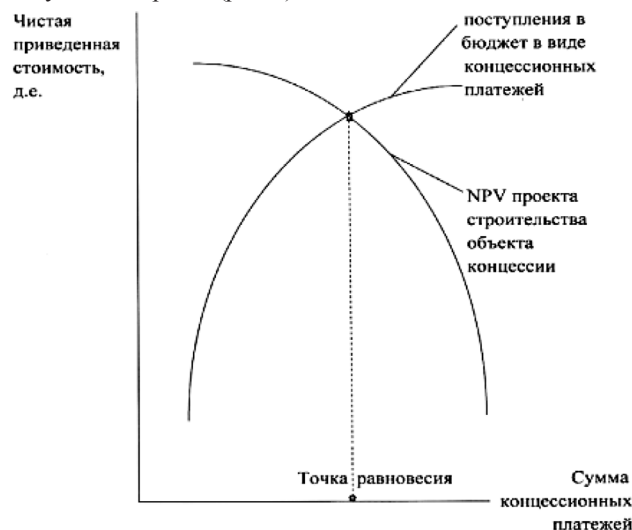 Чистая
приведенная
стоимость,
д.е.
поступления в
бюджет в виде
концессионных
платежей
NPV проекта
строительства
объекта
концессии
Точка равновесия
Сумма
концессионных
платежей